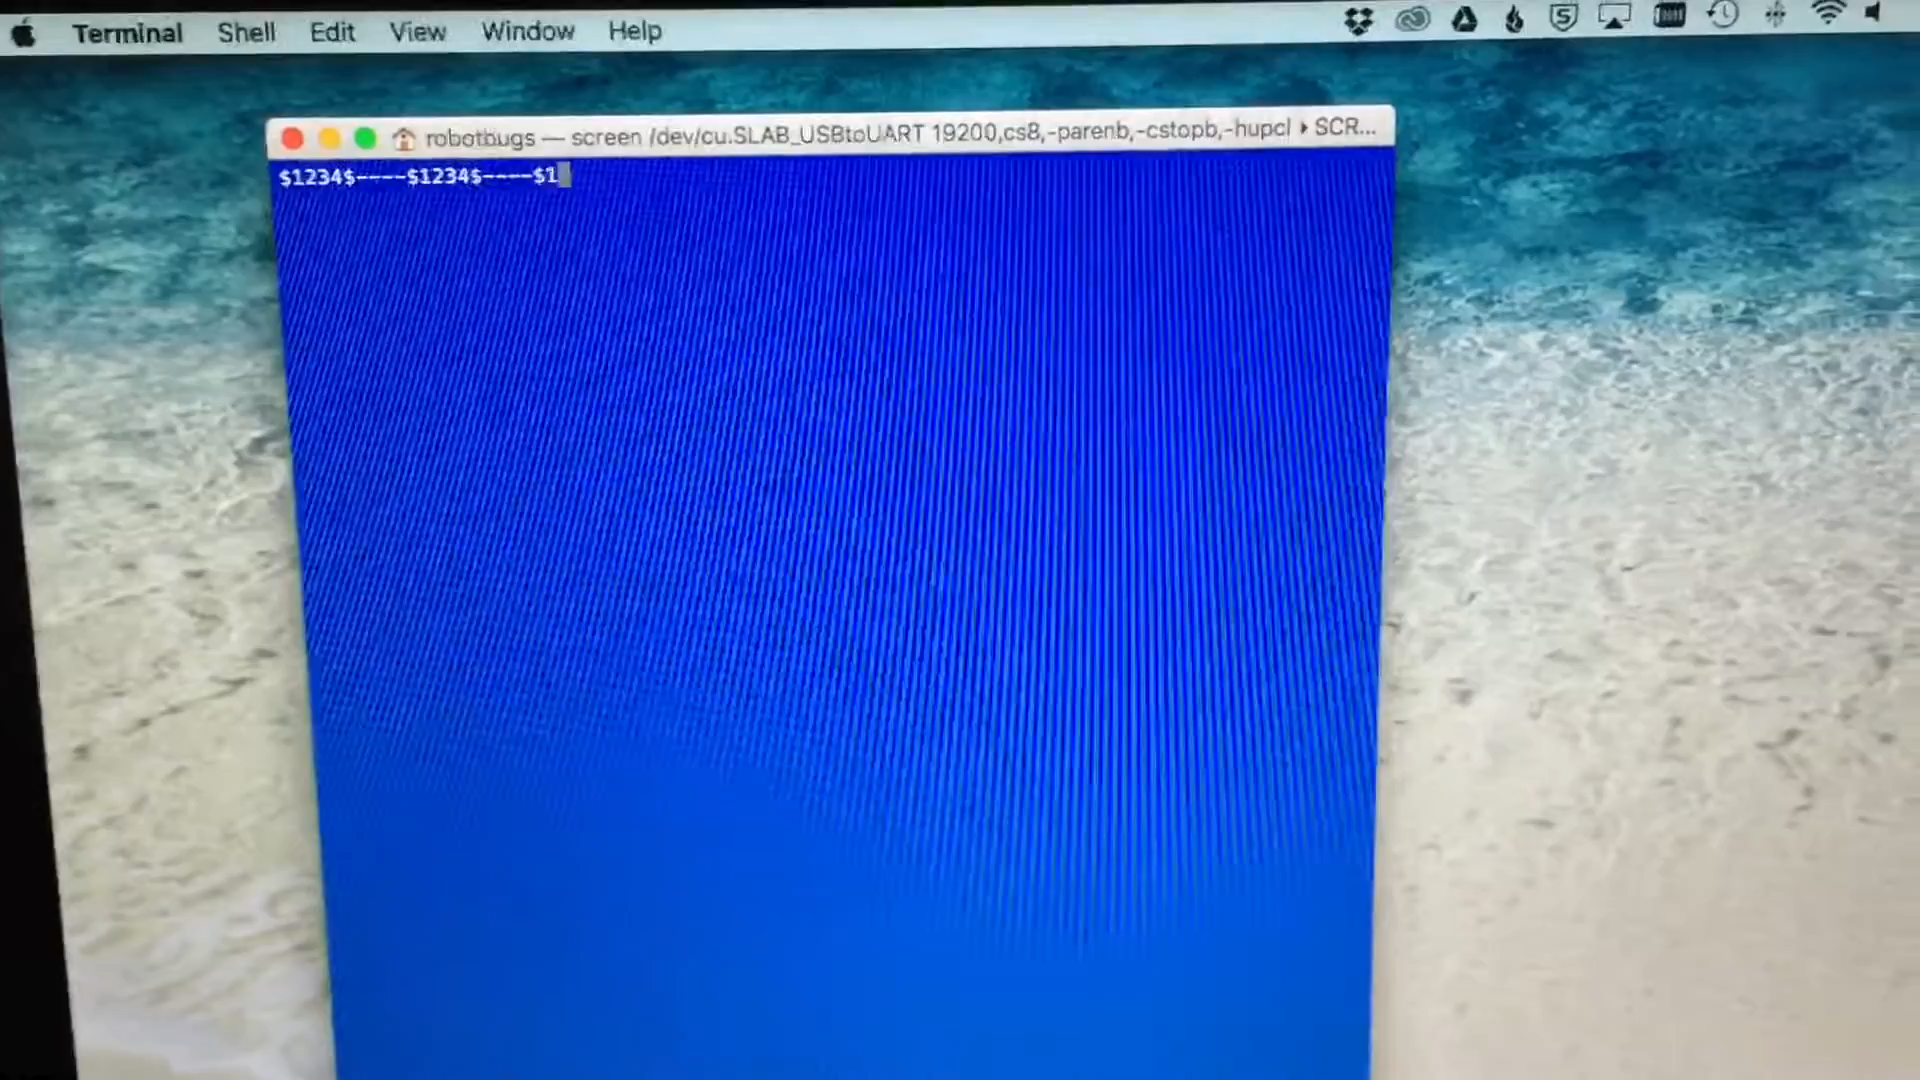 Terminal Shell Edit View Window Help
robotbugs — screen /dev/cu.SLAB_USBtoUART 19200,cs8,-parenb,-cstopb,-hupcl ▸ SCR...
$1234$----$1234$----$1